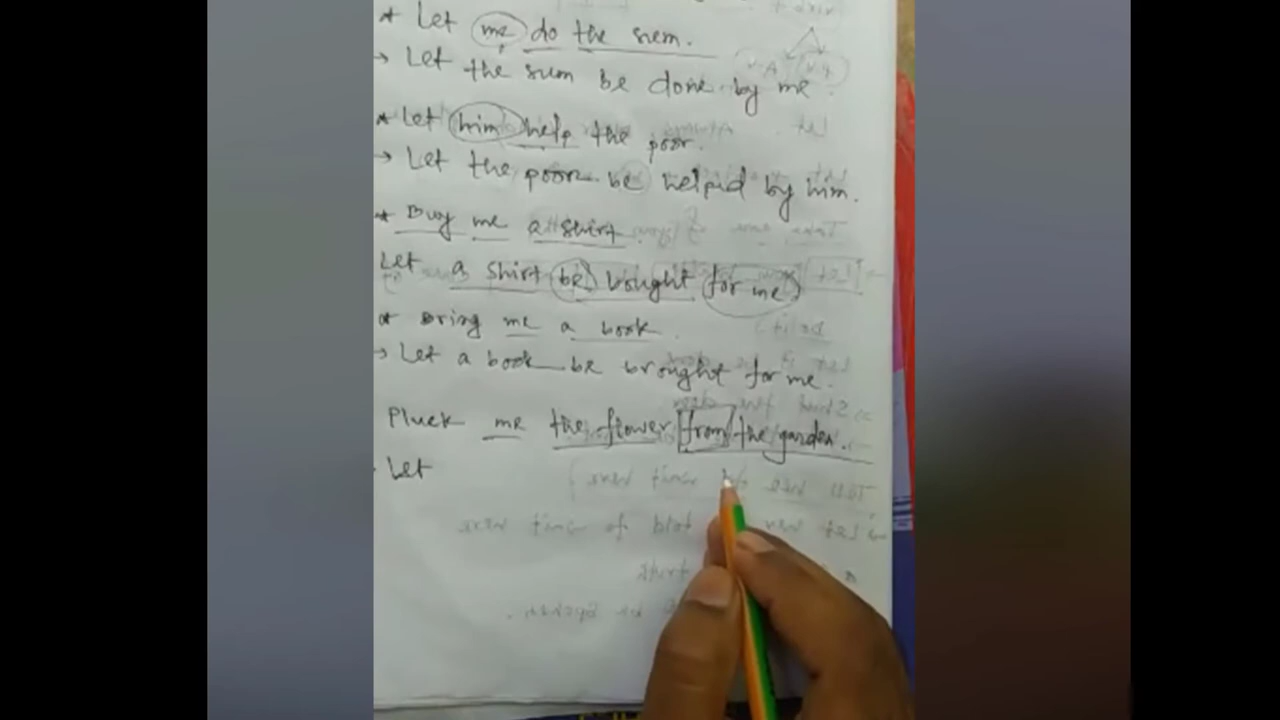 * Let me do the sum.
→ Let the sum be done by me.
* Let him help the poor.
→ Let the poor be helped by him.
* Buy me a shirt.
Let a shirt be bought for me
* Bring me a book.
→ Let a book be brought for me.
Pluck me the flower from the garden.
Let